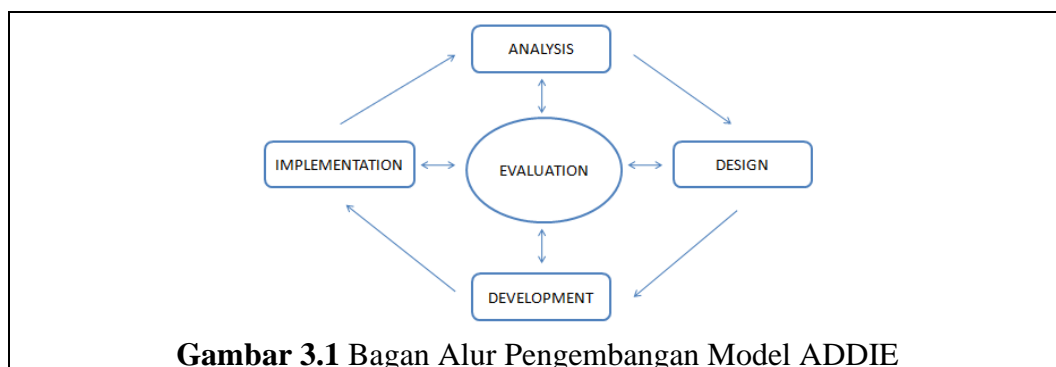 ANALYSIS
IMPLEMENTATION
EVALUATION
DESIGN
DEVELOPMENT
Gambar 3.1 Bagan Alur Pengembangan Model ADDIE